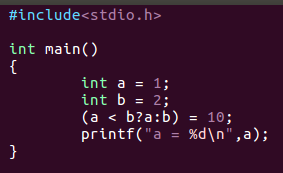 #include<stdio.h>
int main()
{
        int a = 1;
        int b = 2;
        (a < b?a:b) = 10;
        printf("a = %d\n",a);
}